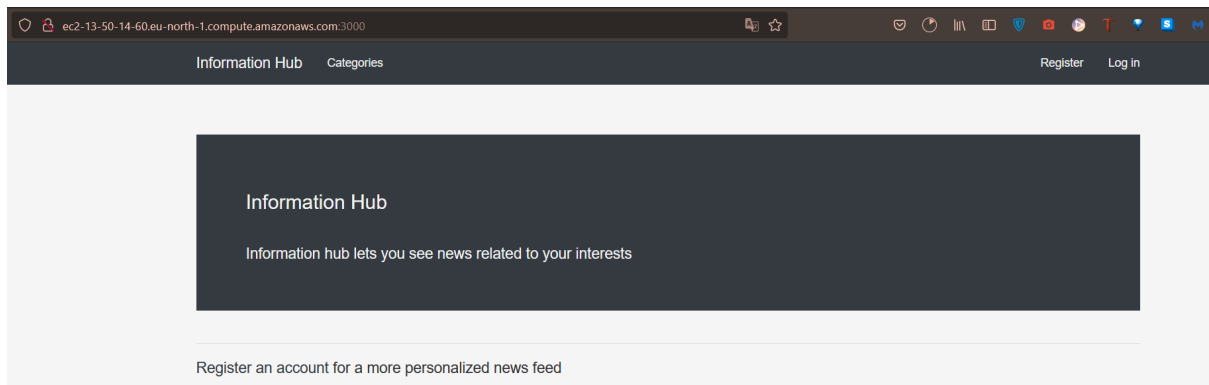 ec2-13-50-14-60.eu-north-1.compute.amazonaws.com:3000
Information Hub Categories Register Log in
Information Hub
Information hub lets you see news related to your interests
Register an account for a more personalized news feed